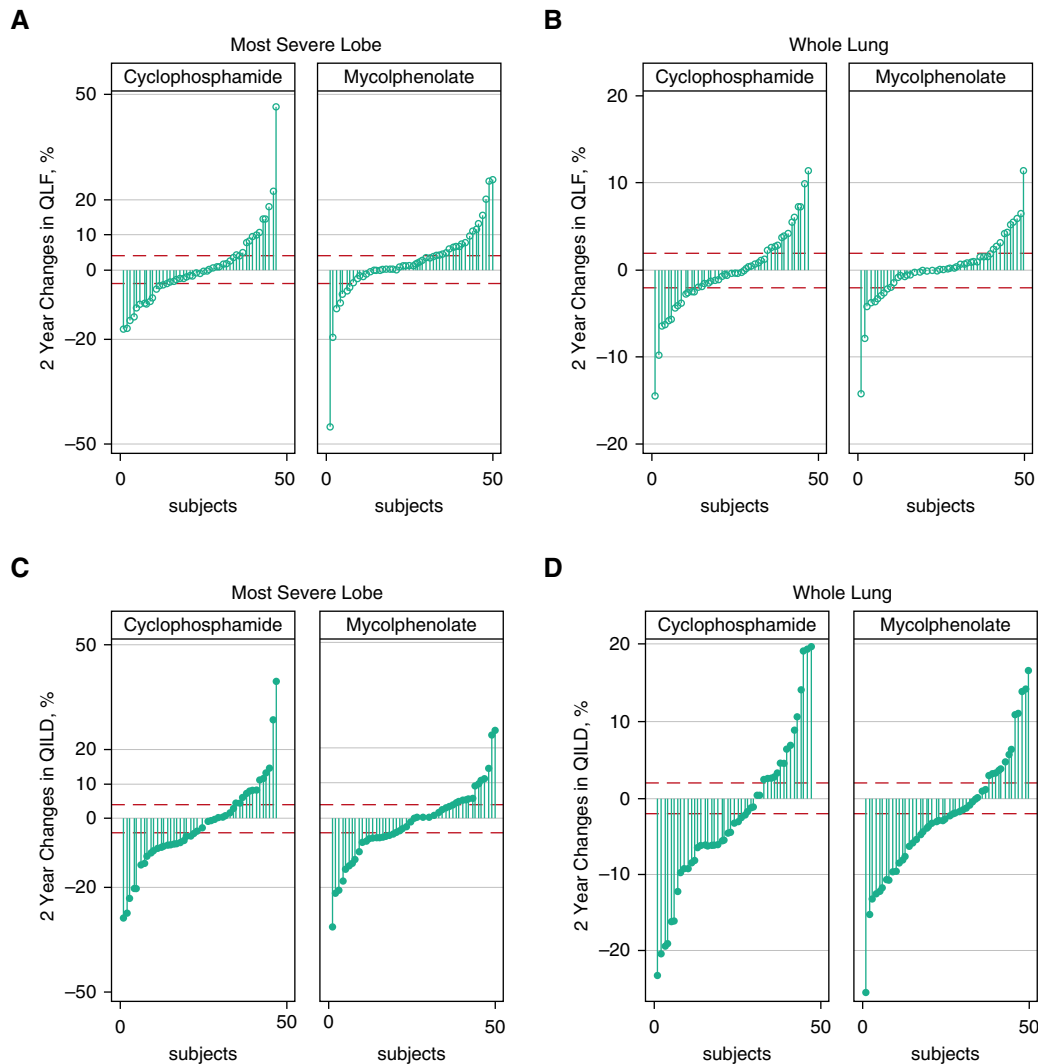 A
Most Severe Lobe
Cyclophosphamide
Mycolphenolate
2 Year Changes in QLF, %
50
20
10
0
−20
−50
0
50
0
50
subjects
subjects
B
Whole Lung
Cyclophosphamide
Mycolphenolate
2 Year Changes in QLF, %
20
10
0
−10
−20
0
50
0
50
subjects
subjects
C
Most Severe Lobe
Cyclophosphamide
Mycolphenolate
2 Year Changes in QILD, %
50
20
10
0
−20
−50
0
50
0
50
subjects
subjects
D
Whole Lung
Cyclophosphamide
Mycolphenolate
2 Year Changes in QILD, %
20
10
0
−10
−20
0
50
0
50
subjects
subjects